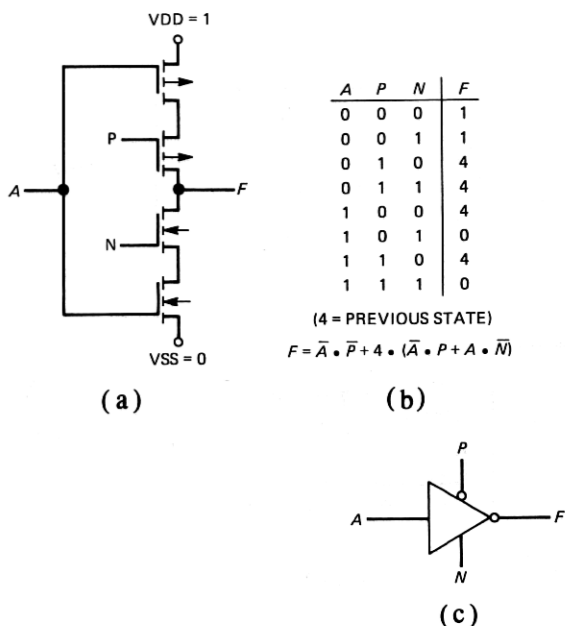 VDD = 1
P
A
F
N
VSS = 0
(a)
A P N F
0 0 0 1
0 0 1 1
0 1 0 4
0 1 1 4
1 0 0 4
1 0 1 0
1 1 0 4
1 1 1 0
(4 = PREVIOUS STATE)
F = A̅ • P̅ + 4 • (A̅ • P + A • N̅)
(b)
P
A
F
N
(c)